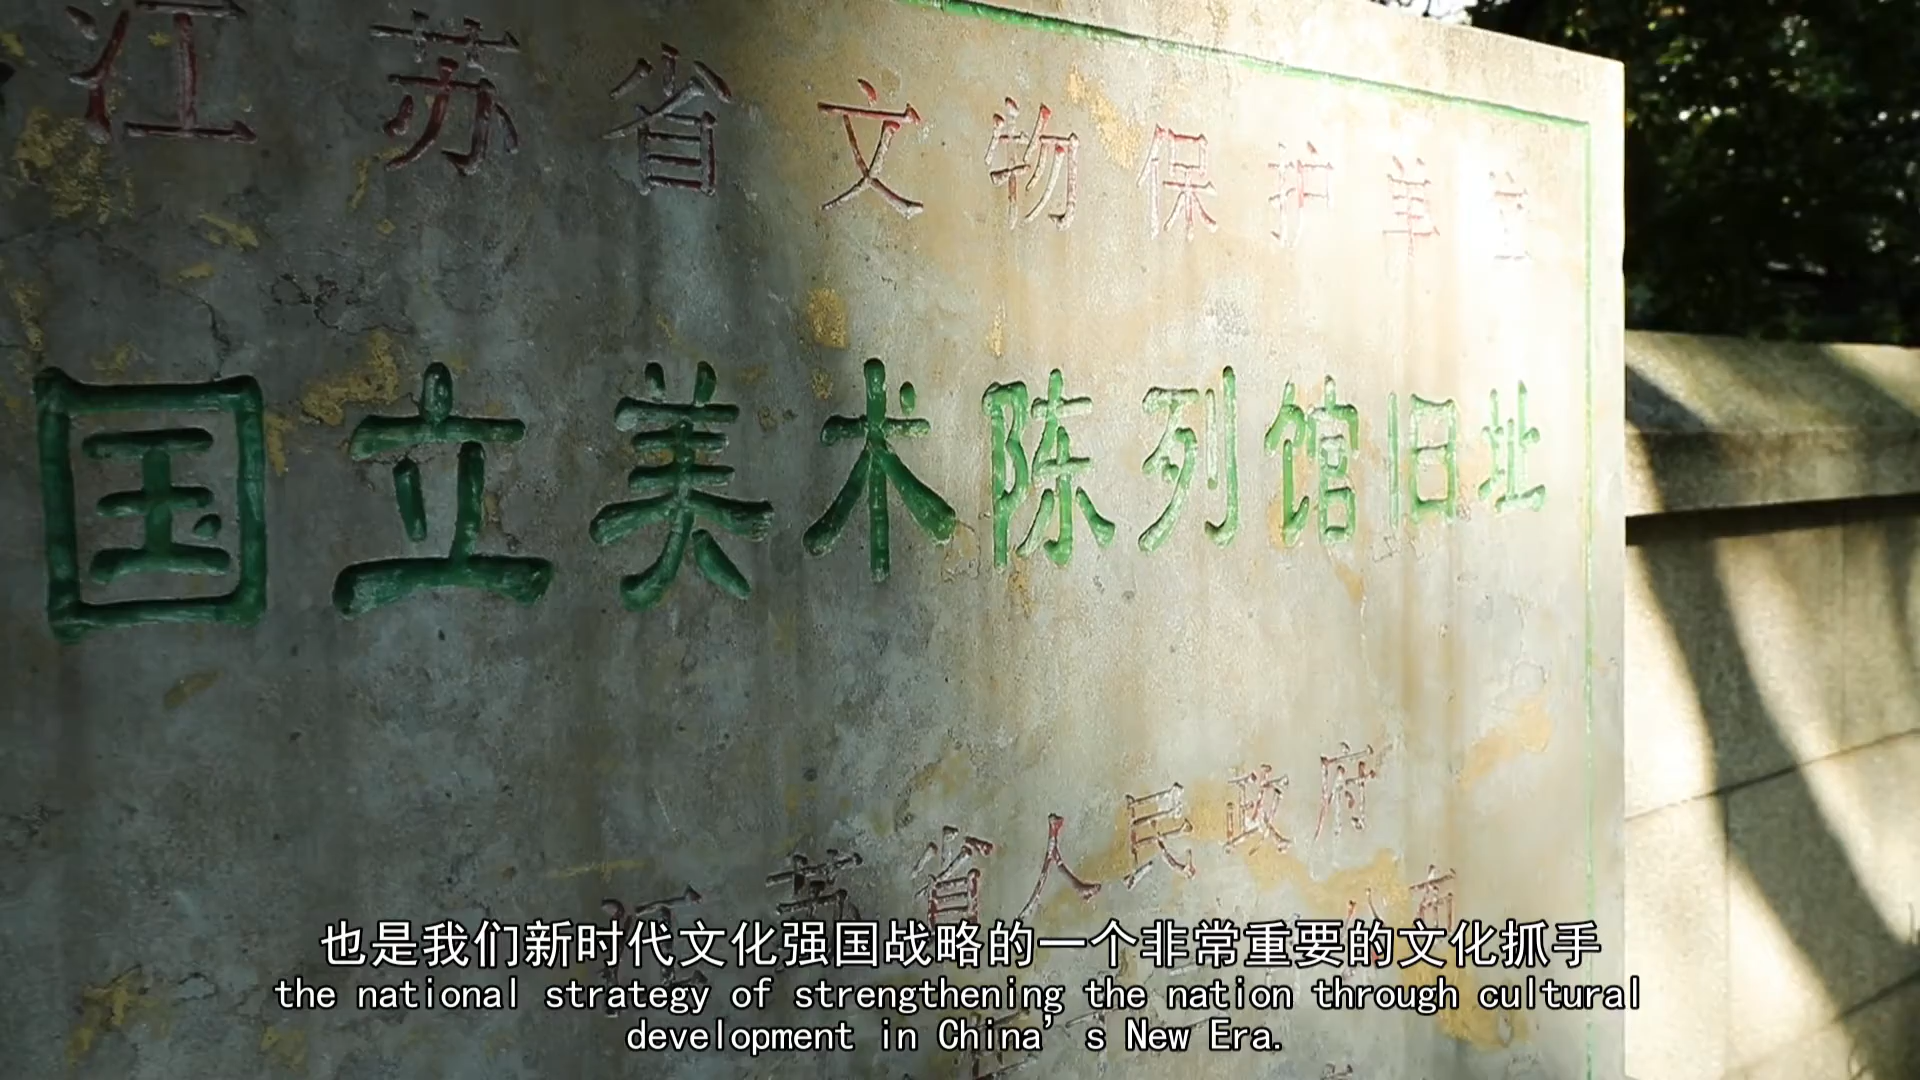 江苏省文物保护单位
国立美术陈列馆旧址
江苏省人民政府
也是我们新时代文化强国战略的一个非常重要的文化抓手
the national strategy of strengthening the nation through cultural
development in China's New Era.